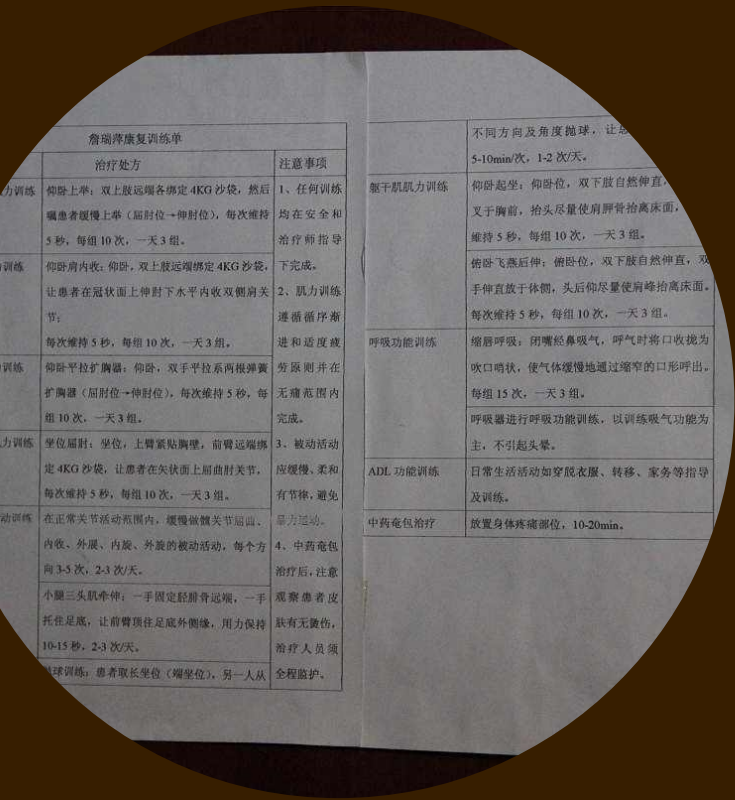 詹瑞萍康复训练单
治疗处方
注意事项
力训练
仰卧上举：双上肢远端各绑定 4KG 沙袋，然后
嘱患者缓慢上举（屈肘位→伸肘位），每次维持
5 秒，每组 10 次，一天 3 组。
训练
仰卧肩内收：仰卧，双上肢远端绑定 4KG 沙袋，
让患者在冠状面上伸肘下水平内收双侧肩关
节；
每次维持 5 秒，每组 10 次，一天 3 组。
训练
仰卧平拉扩胸器：仰卧，双手平拉系两根弹簧
扩胸器（屈肘位→伸肘位），每次维持 5 秒，每
组 10 次，一天 3 组。
力训练
坐位屈肘：坐位，上臂紧贴胸壁，前臂远端绑
定 4KG 沙袋，让患者在矢状面上屈曲肘关节。
每次维持 5 秒，每组 10 次，一天 3 组。
动训练
在正常关节活动范围内，缓慢做髋关节屈曲、
内收、外展、内旋、外旋的被动活动，每个方
向 3-5 次，2-3 次/天。
小腿三头肌牵伸：一手固定胫腓骨远端，一手
托住足底，让前臂顶住足底外侧缘，用力保持
10-15 秒，2-3 次/天。
球训练：患者取长坐位（端坐位），另一人从
1、任何训练
均在安全和
治疗师指导
下完成。
2、肌力训练
遵循循序渐
进和适度疲
劳原则并在
无痛范围内
完成。
3、被动活动
应缓慢、柔和
有节律，避免
暴力运动。
4、中药奄包
治疗后，注意
观察患者皮
肤有无烫伤，
治疗人员须
全程监护。
不同方向及角度抛球，让
5-10min/次，1-2 次/天。
躯干肌肌力训练
仰卧起坐：仰卧位，双下肢自然伸直，
叉于胸前，抬头尽量使肩胛骨抬离床面，
维持 5 秒，每组 10 次，一天 3 组。
俯卧飞燕后伸：俯卧位，双下肢自然伸直，双
手伸直放于体侧，头后仰尽量使肩峰抬离床面。
每次维持 5 秒，每组 10 次，一天 3 组。
呼吸功能训练
缩唇呼吸：闭嘴经鼻吸气，呼气时将口收拢为
吹口哨状，使气体缓慢地通过缩窄的口形呼出。
每组 15 次，一天 3 组。
呼吸器进行呼吸功能训练，以训练吸气功能为
主，不引起头晕。
ADL 功能训练
日常生活活动如穿脱衣服、转移、家务等指导
及训练。
中药奄包治疗
放置身体疼痛部位，10-20min。